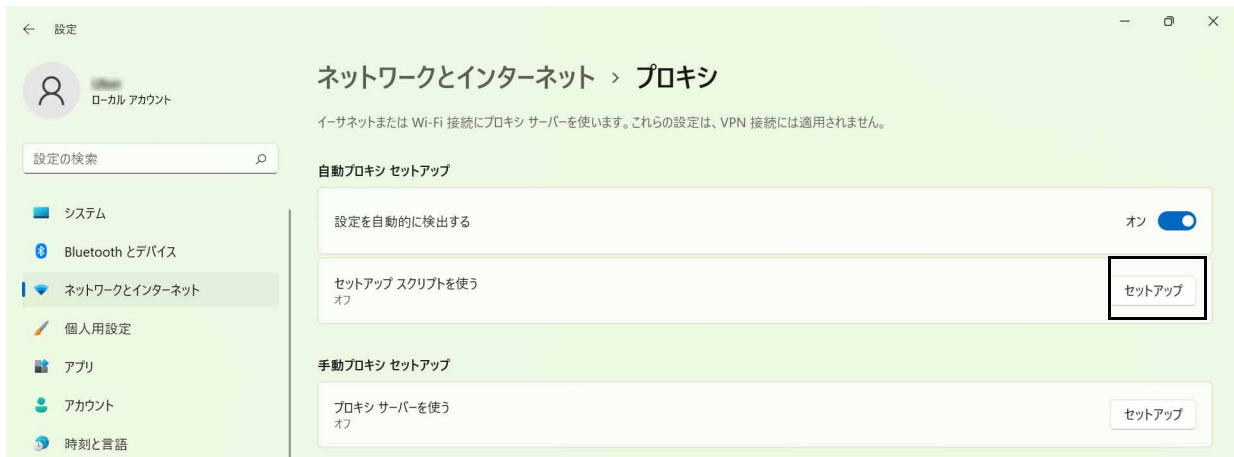 設定
ローカル アカウント
設定の検索
システム
Bluetooth とデバイス
ネットワークとインターネット
個人用設定
アプリ
アカウント
時刻と言語
ネットワークとインターネット › プロキシ
イーサネットまたは Wi-Fi 接続にプロキシ サーバーを使います。これらの設定は、VPN 接続には適用されません。
自動プロキシ セットアップ
設定を自動的に検出する
オン
セットアップ スクリプトを使う
オフ
セットアップ
手動プロキシ セットアップ
プロキシ サーバーを使う
オフ
セットアップ